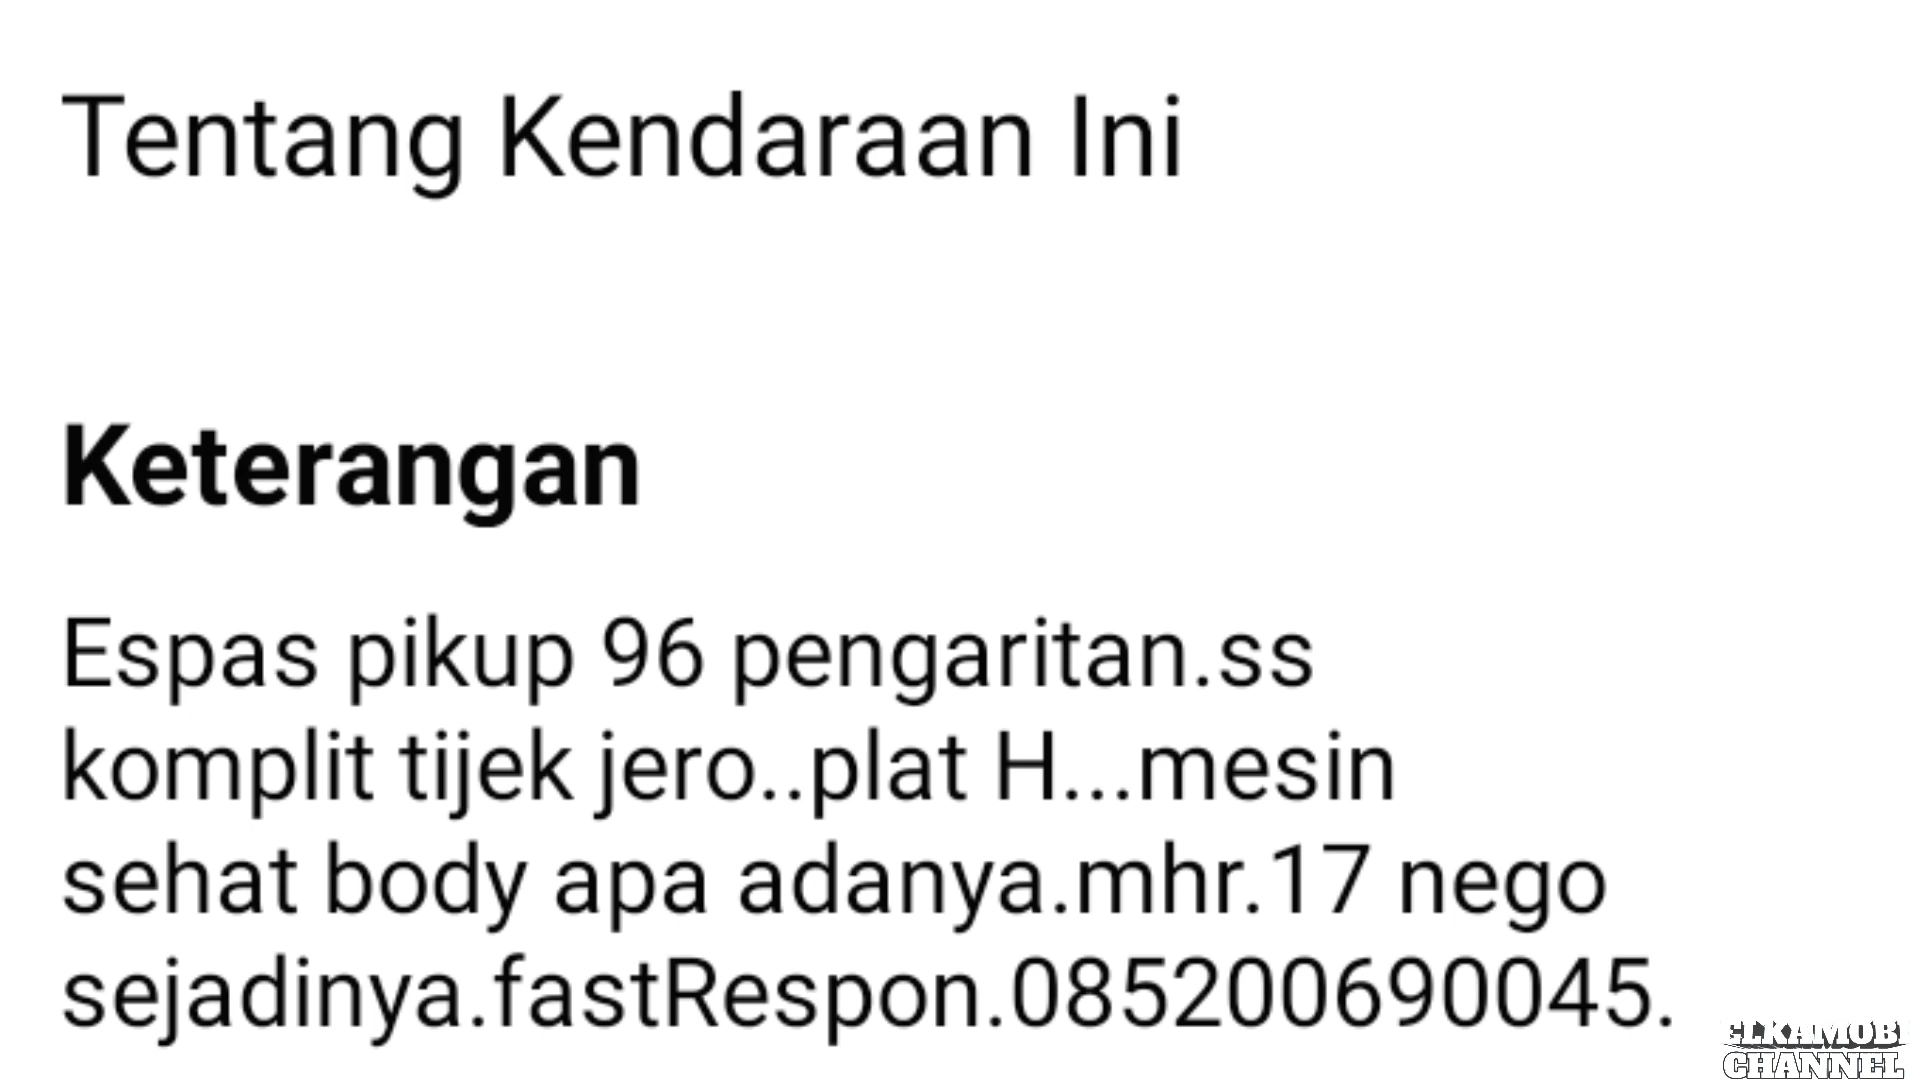 Tentang Kendaraan Ini
Keterangan
Espas pikup 96 pengaritan.ss
komplit tijek jero..plat H...mesin
sehat body apa adanya.mhr.17 nego
sejadinya.fastRespon.085200690045.
ELKAMOBI
CHANNEL